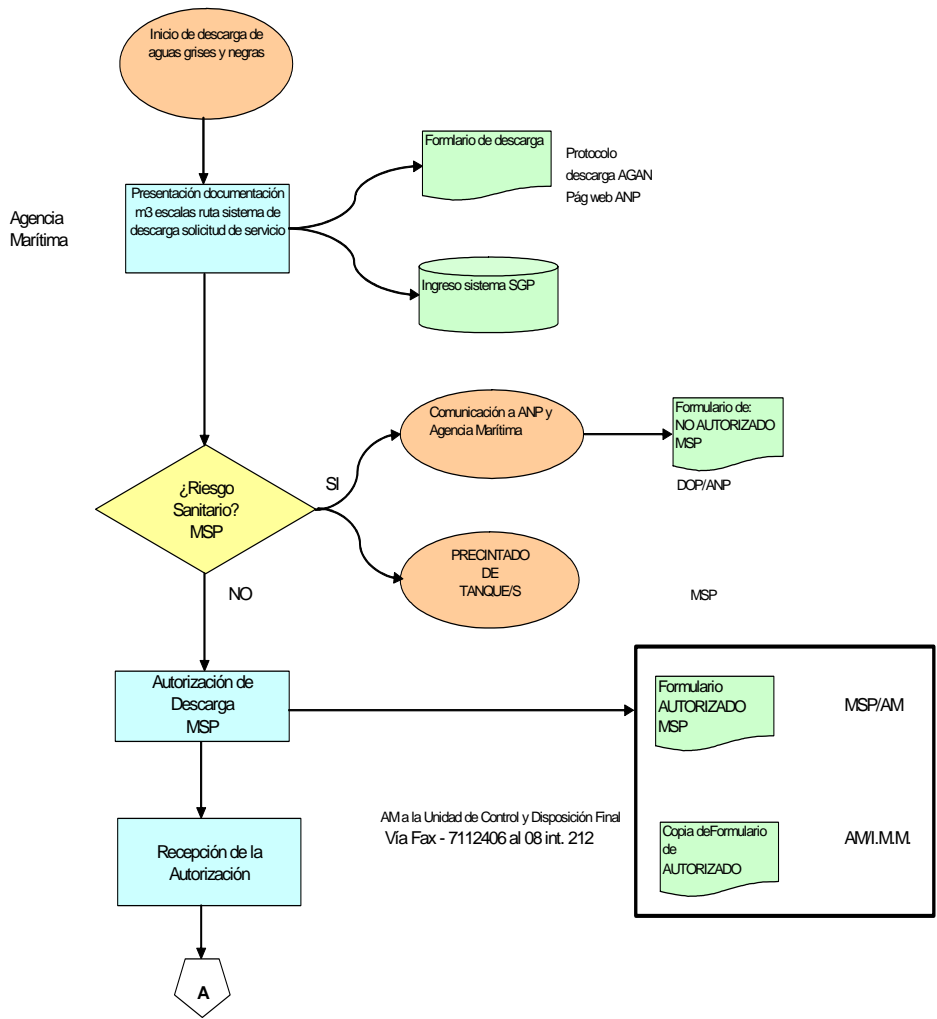 Inicio de descarga de
aguas grises y negras
Formlario de descarga
Protocolo
descarga AGAN
Pág web ANP
Agencia
Marítima
Presentación documentación
m3 escalas ruta sistema de
descarga solicitud de servicio
Ingreso sistema SGP
Comunicación a ANP y
Agencia Marítima
Formulario de:
NO AUTORIZADO
MSP
DOP/ANP
¿Riesgo
Sanitario?
MSP
SI
PRECINTADO
DE
TANQUE/S
MSP
NO
Autorización de
Descarga
MSP
Formulario
AUTORIZADO
MSP
MSP/AM
AM a la Unidad de Control y Disposición Final
Vía Fax - 7112406 al 08 int. 212
Copia deFormulario
de
AUTORIZADO
AM/I.M.M.
Recepción de la
Autorización
A